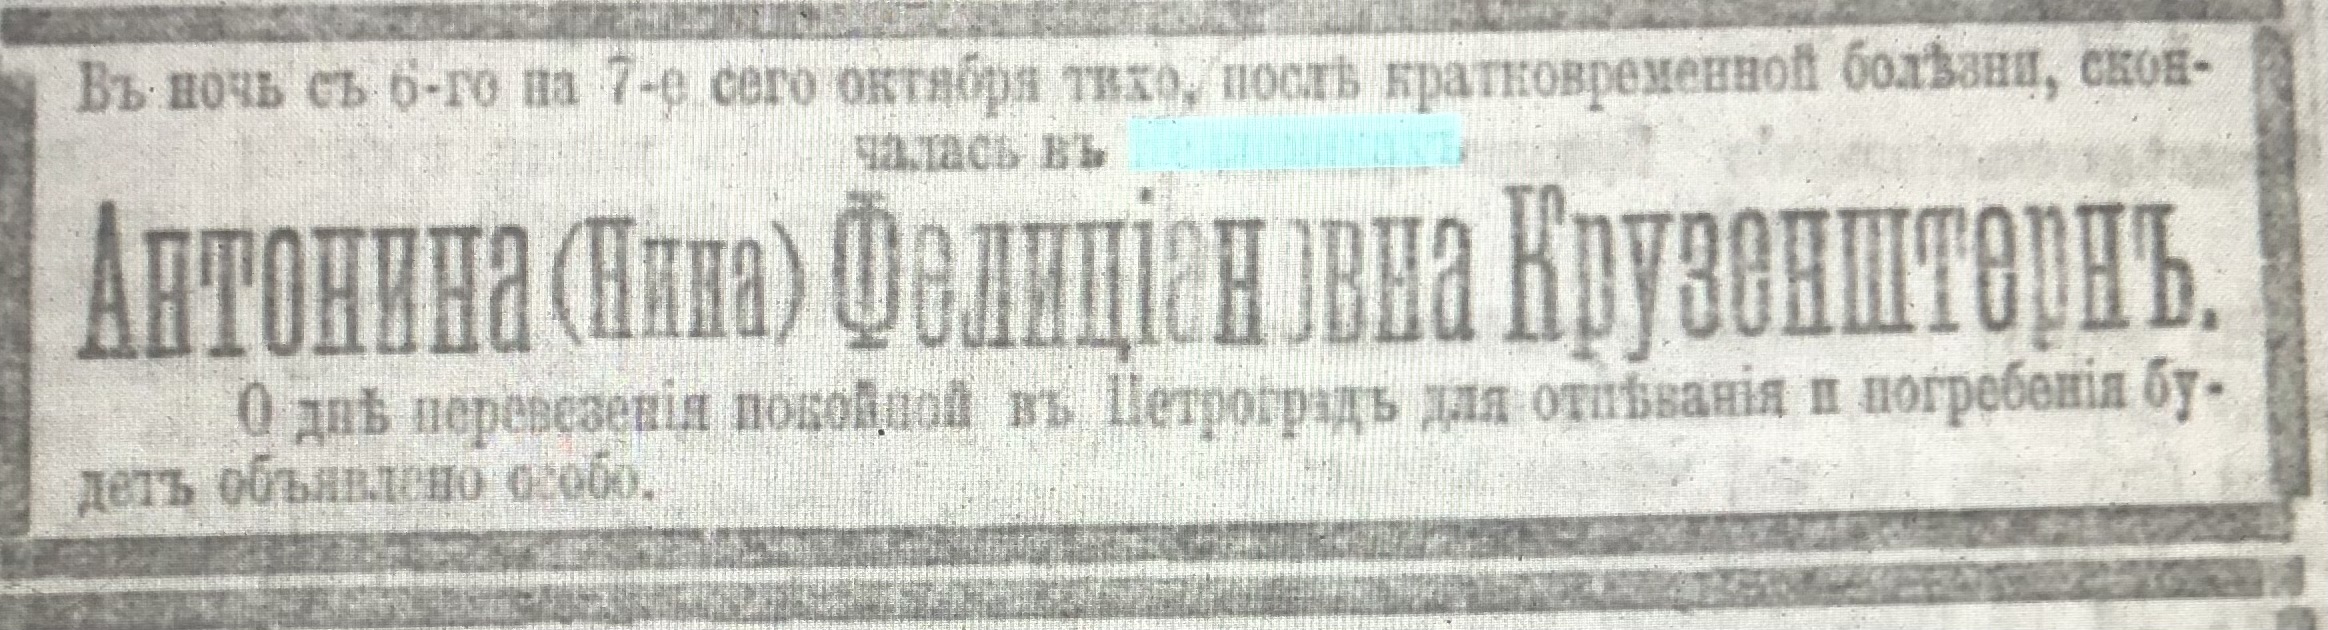 Въ ночь съ 6-го на 7-е сего октября тихо, послѣ кратковременной болѣзни, скон-
чалась въ
Антонина (Нина) Фелиціановна Крузенштернъ.
О днѣ перевезенія покойной въ Петроградъ для отпѣванія и погребенія бу-
детъ объявлено особо.